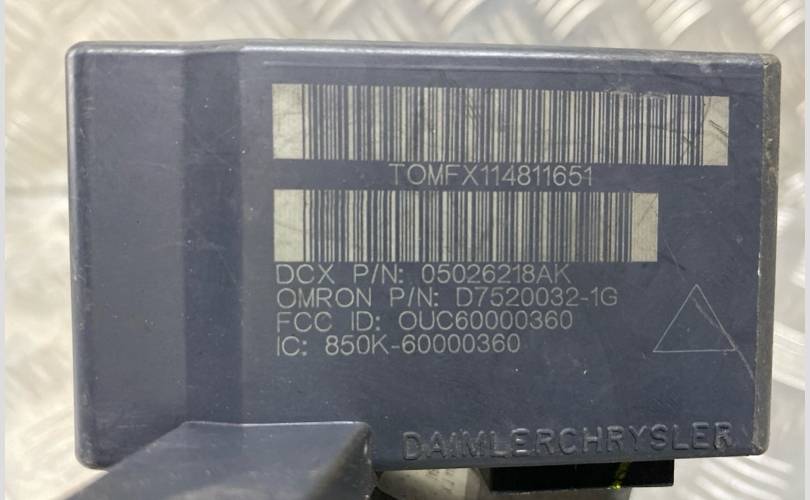 TOMFX114811651
DCX P/N: 05026218AK
OMRON P/N: D7520032-1G
FCC ID: OUC60000360
IC: 850K-60000360
DAIMLERCHRYSLER